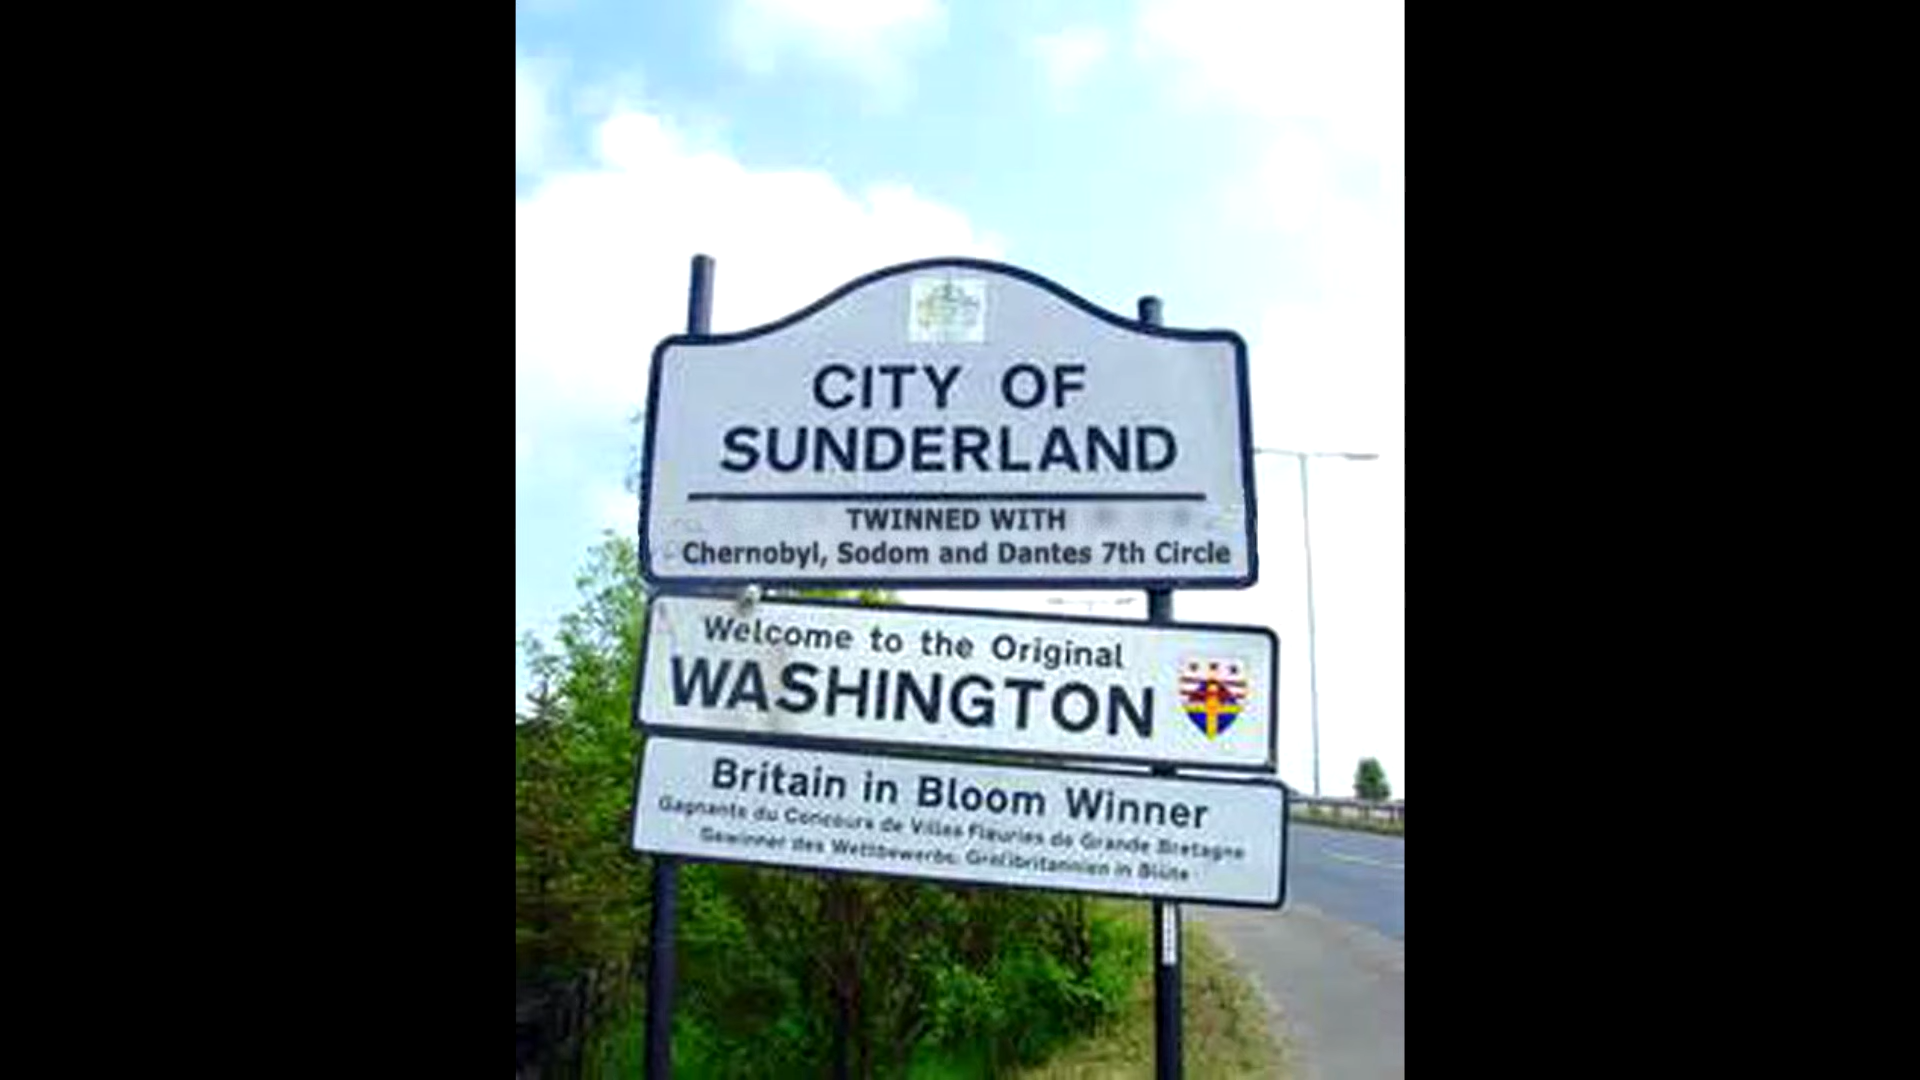 CITY OF
SUNDERLAND
TWINNED WITH
Chernobyl, Sodom and Dantes 7th Circle
Welcome to the Original
WASHINGTON
Britain in Bloom Winner
Gagnants du Concours de Villes Fleuries de Grande Bretagne
Gewinner des Wettbewerbs: Großbritannien in Blüte